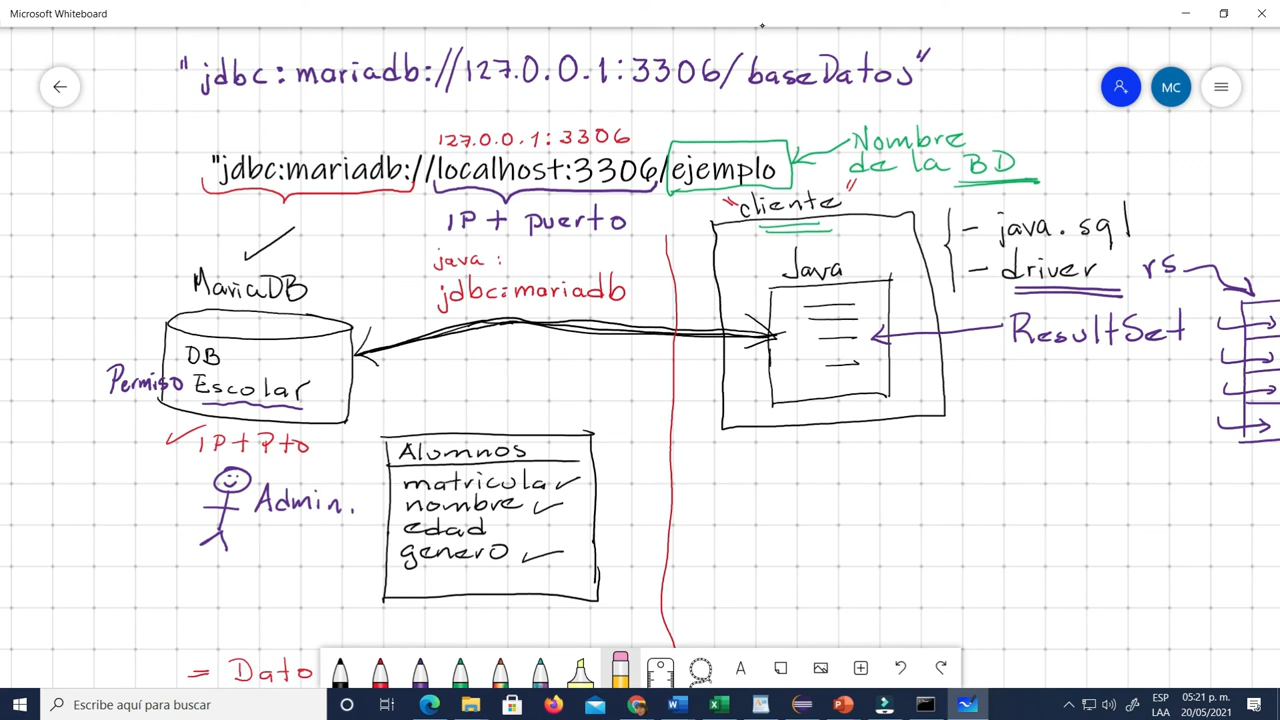 Microsoft Whiteboard
"jdbc:mariadb://127.0.0.1:3306/baseDatos"
MC
127.0.0.1:3306
"jdbc:mariadb://localhost:3306/ejemplo
Nombre
de la BD
IP + puerto
"cliente"
- java.sql
- driver
rs
java:
jdbc:mariadb
Java
MariaDB
ResultSet
DB
Permiso Escolar
IP + Pto
Admin.
Alumnos
matricula
nombre
edad
genero
= Dato
A
Escribe aquí para buscar
ESP
LAA
05:21 p. m.
20/05/2021